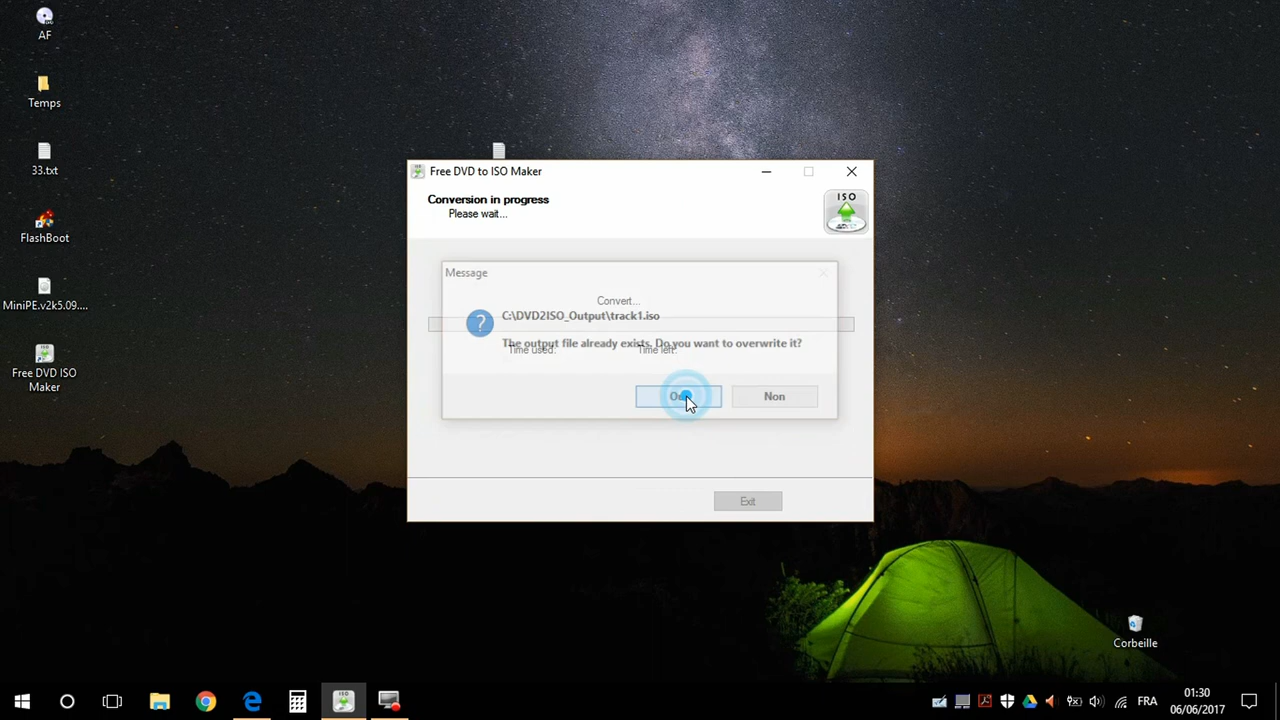 AF
Temps
33.txt
FlashBoot
MiniPE.v2k5.09....
Free DVD ISO
Maker
Free DVD to ISO Maker
Conversion in progress
Please wait...
ISO
Message
Convert...
C:\DVD2ISO_Output\track1.iso
The output file already exists. Do you want to overwrite it?
Time used:
Time left:
Non
Exit
Corbeille
ISO
FRA
01:30
06/06/2017